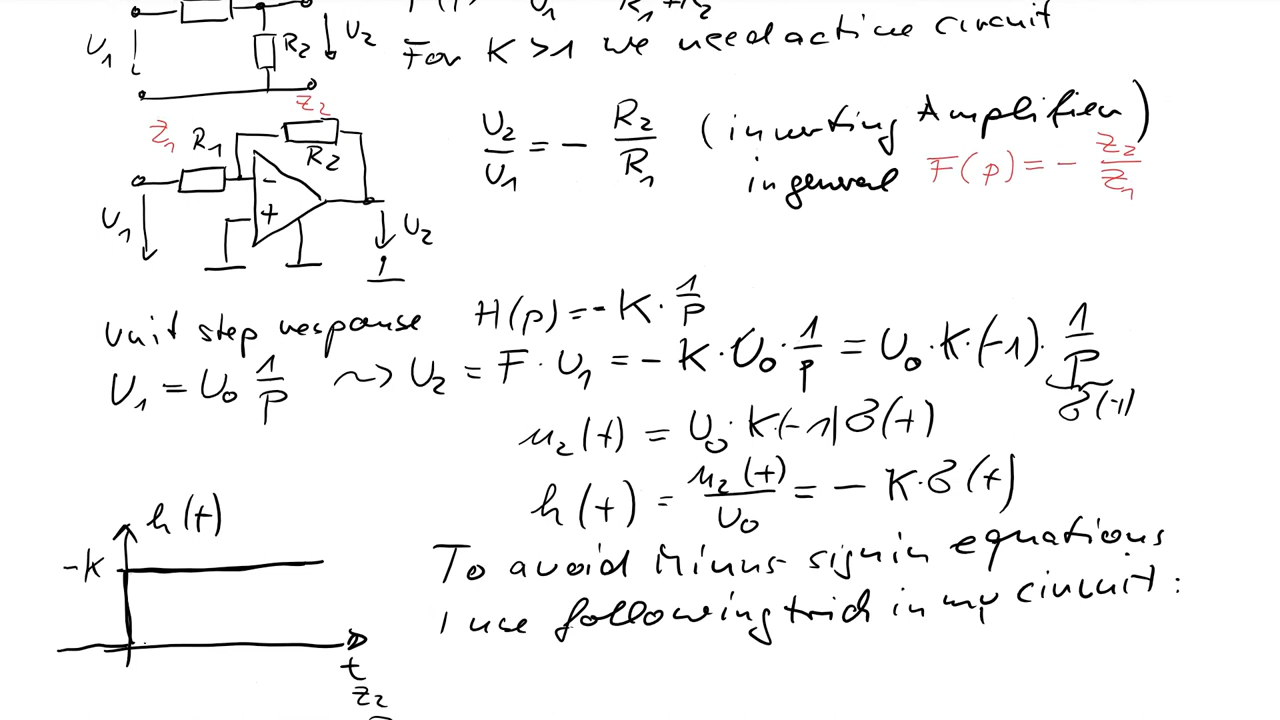 U1
R2
U2
For K > 1 we need active circuit
Z1 R1
Z2
R2
-
+
U1
U2
U2/U1 = - R2/R1 (inverting Amplifier)
in general F(p) = - Z2/Z1
unit step response H(p) = -K · 1/p
U1 = U0 1/p ~> U2 = F · U1 = - K · U0 · 1/p = U0 · K · (-1) · 1/p
σ(t)
u2(t) = U0 · K(-1)σ(t)
h(t) = u2(t)/U0 = - K·σ(t)
h(t)
-K
t
To avoid Minus sign in equations
I use following trick in my circuit:
Z2